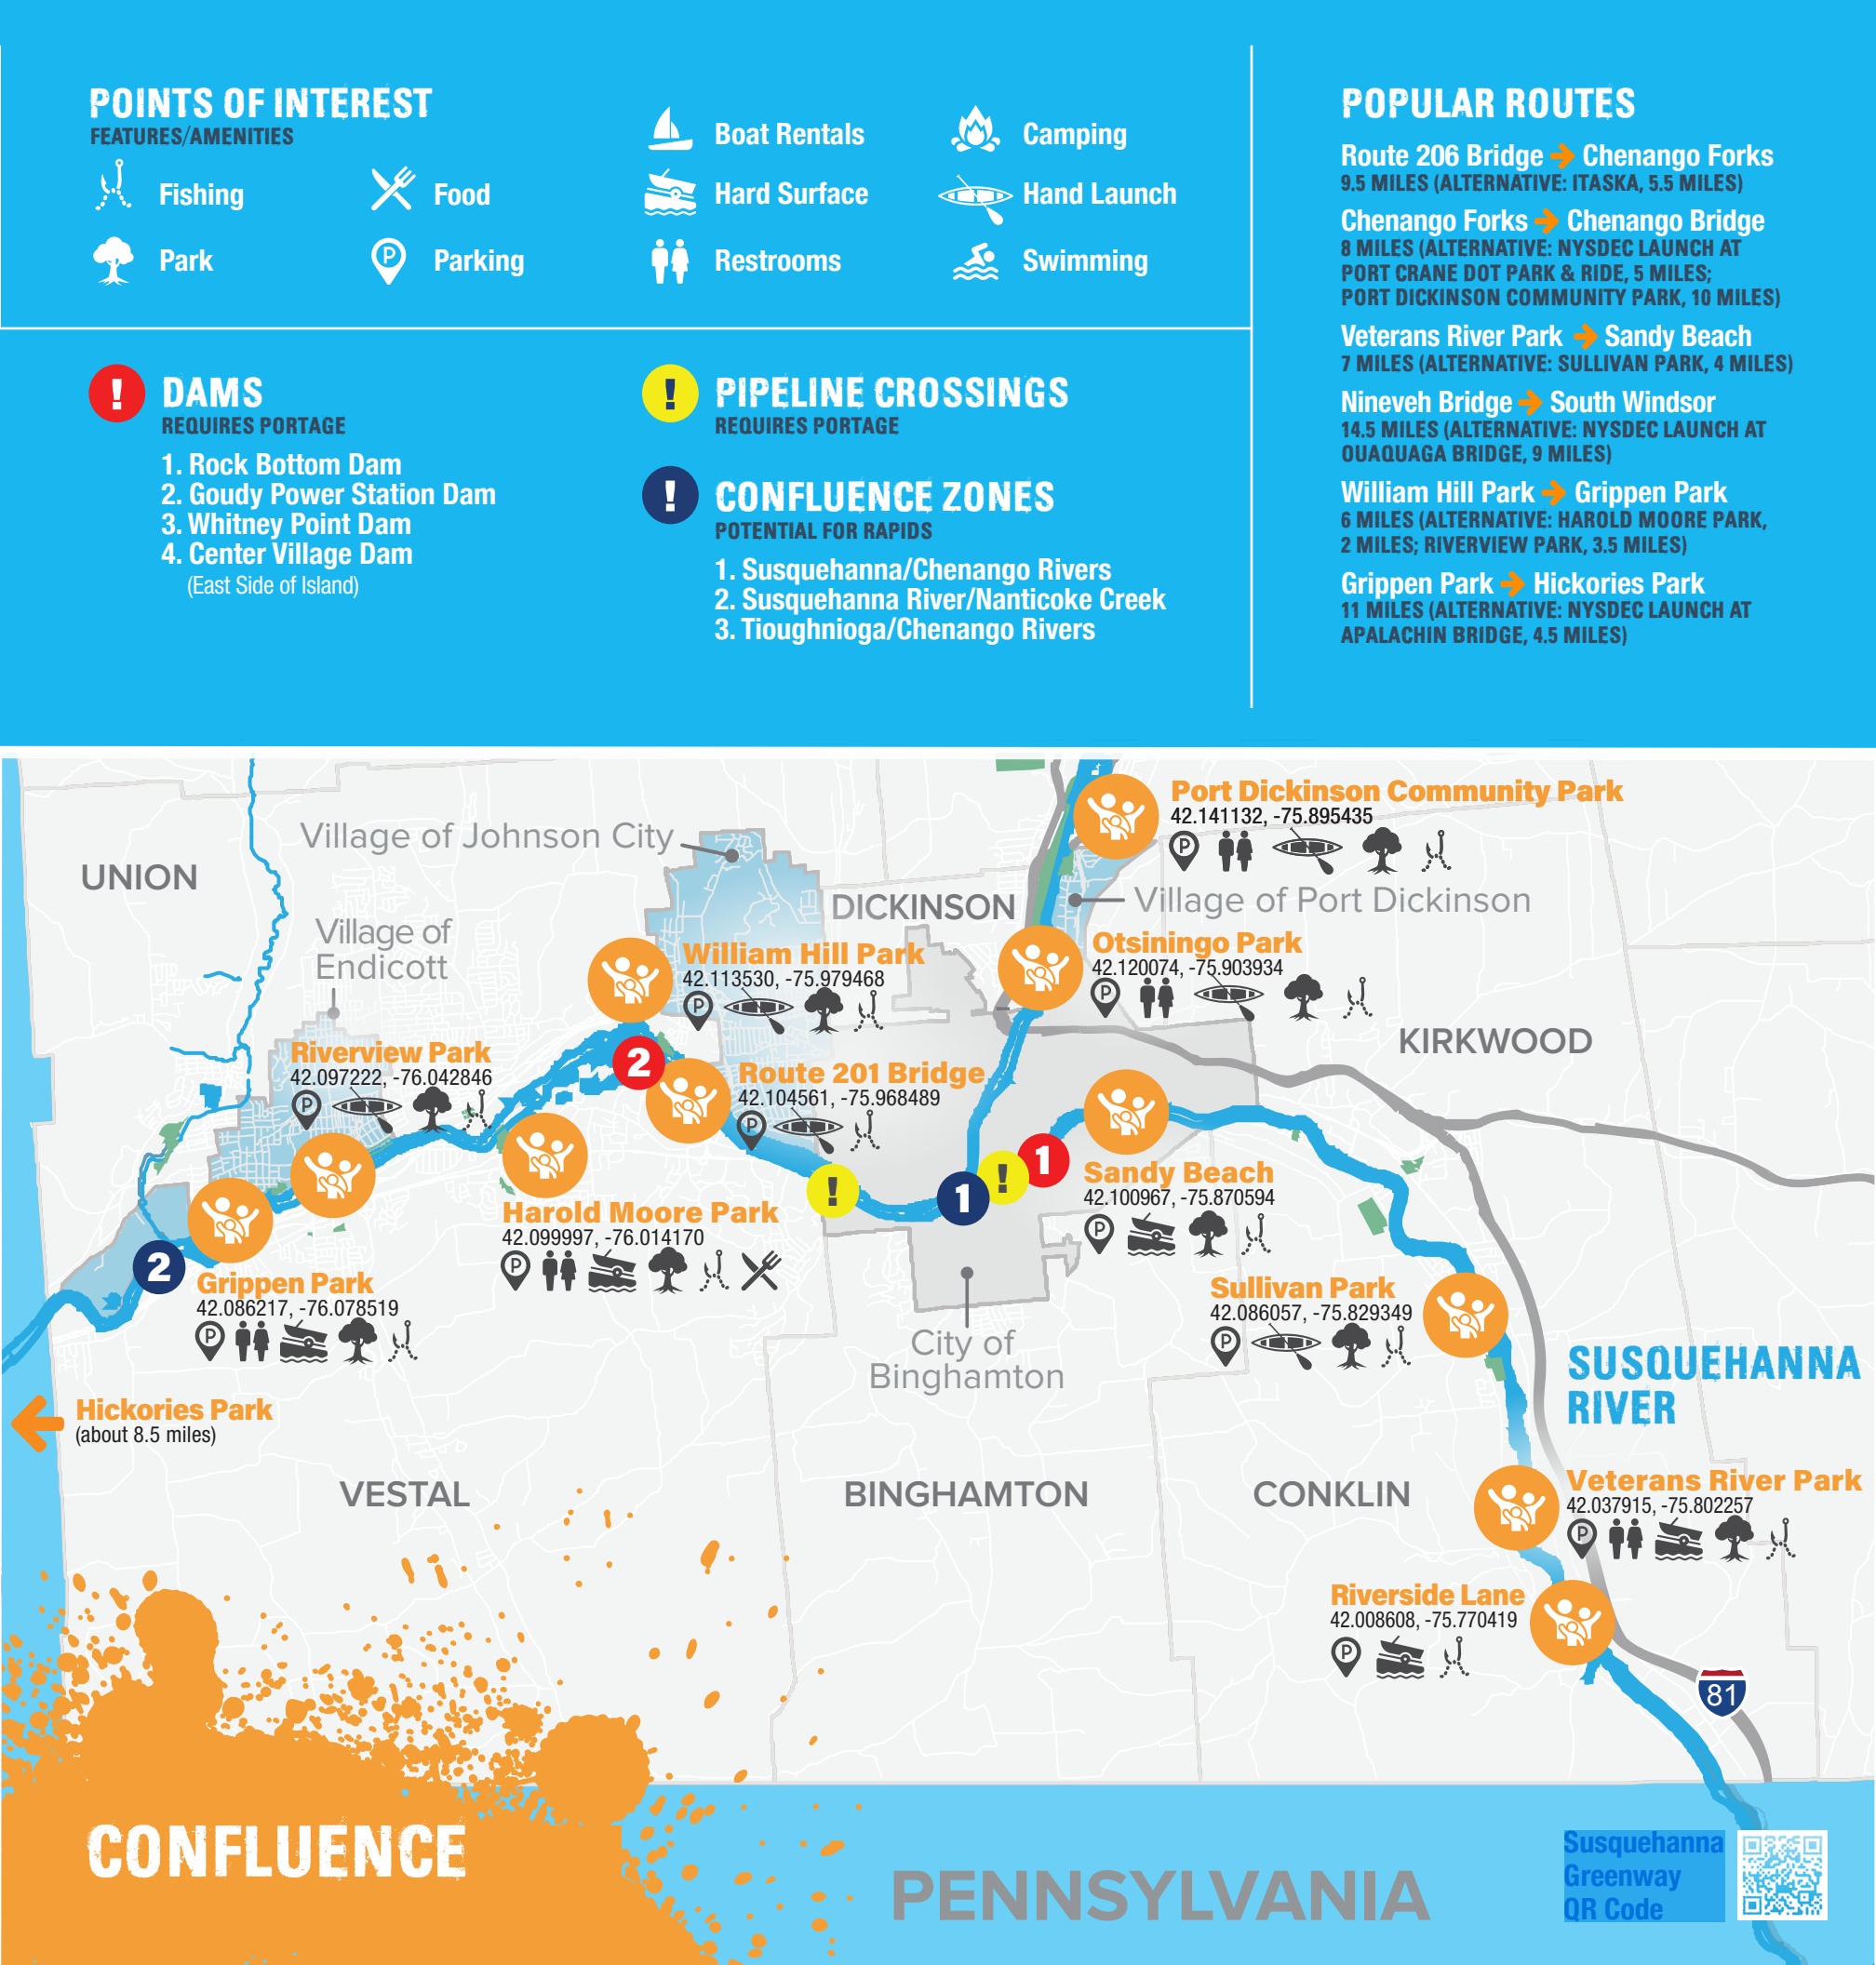 POINTS OF INTEREST
FEATURES/AMENITIES
Fishing
Food
Park
Parking
Boat Rentals
Camping
Hard Surface
Hand Launch
Restrooms
Swimming
! DAMS
REQUIRES PORTAGE
1. Rock Bottom Dam
2. Goudy Power Station Dam
3. Whitney Point Dam
4. Center Village Dam
(East Side of Island)
! PIPELINE CROSSINGS
REQUIRES PORTAGE
! CONFLUENCE ZONES
POTENTIAL FOR RAPIDS
1. Susquehanna/Chenango Rivers
2. Susquehanna River/Nanticoke Creek
3. Tioughnioga/Chenango Rivers
POPULAR ROUTES
Route 206 Bridge → Chenango Forks
9.5 MILES (ALTERNATIVE: ITASKA, 5.5 MILES)
Chenango Forks → Chenango Bridge
8 MILES (ALTERNATIVE: NYSDEC LAUNCH AT
PORT CRANE DOT PARK & RIDE, 5 MILES;
PORT DICKINSON COMMUNITY PARK, 10 MILES)
Veterans River Park → Sandy Beach
7 MILES (ALTERNATIVE: SULLIVAN PARK, 4 MILES)
Nineveh Bridge → South Windsor
14.5 MILES (ALTERNATIVE: NYSDEC LAUNCH AT
OUAQUAGA BRIDGE, 9 MILES)
William Hill Park → Grippen Park
6 MILES (ALTERNATIVE: HAROLD MOORE PARK,
2 MILES; RIVERVIEW PARK, 3.5 MILES)
Grippen Park → Hickories Park
11 MILES (ALTERNATIVE: NYSDEC LAUNCH AT
APALACHIN BRIDGE, 4.5 MILES)
Port Dickinson Community Park
42.141132, -75.895435
P
Village of Johnson City
UNION
DICKINSON
Village of Port Dickinson
Village of
Endicott
William Hill Park
42.113530, -75.979468
P
Otsiningo Park
42.120074, -75.903934
P
KIRKWOOD
Riverview Park
42.097222, -76.042846
P
2
Route 201 Bridge
42.104561, -75.968489
P
1
!
!
1
Sandy Beach
42.100967, -75.870594
P
Harold Moore Park
42.099997, -76.014170
P
2
Grippen Park
42.086217, -76.078519
P
Sullivan Park
42.086057, -75.829349
P
City of
Binghamton
SUSQUEHANNA
RIVER
Hickories Park
(about 8.5 miles)
VESTAL
BINGHAMTON
CONKLIN
Veterans River Park
42.037915, -75.802257
P
Riverside Lane
42.008608, -75.770419
P
81
CONFLUENCE
PENNSYLVANIA
Susquehanna
Greenway
QR Code